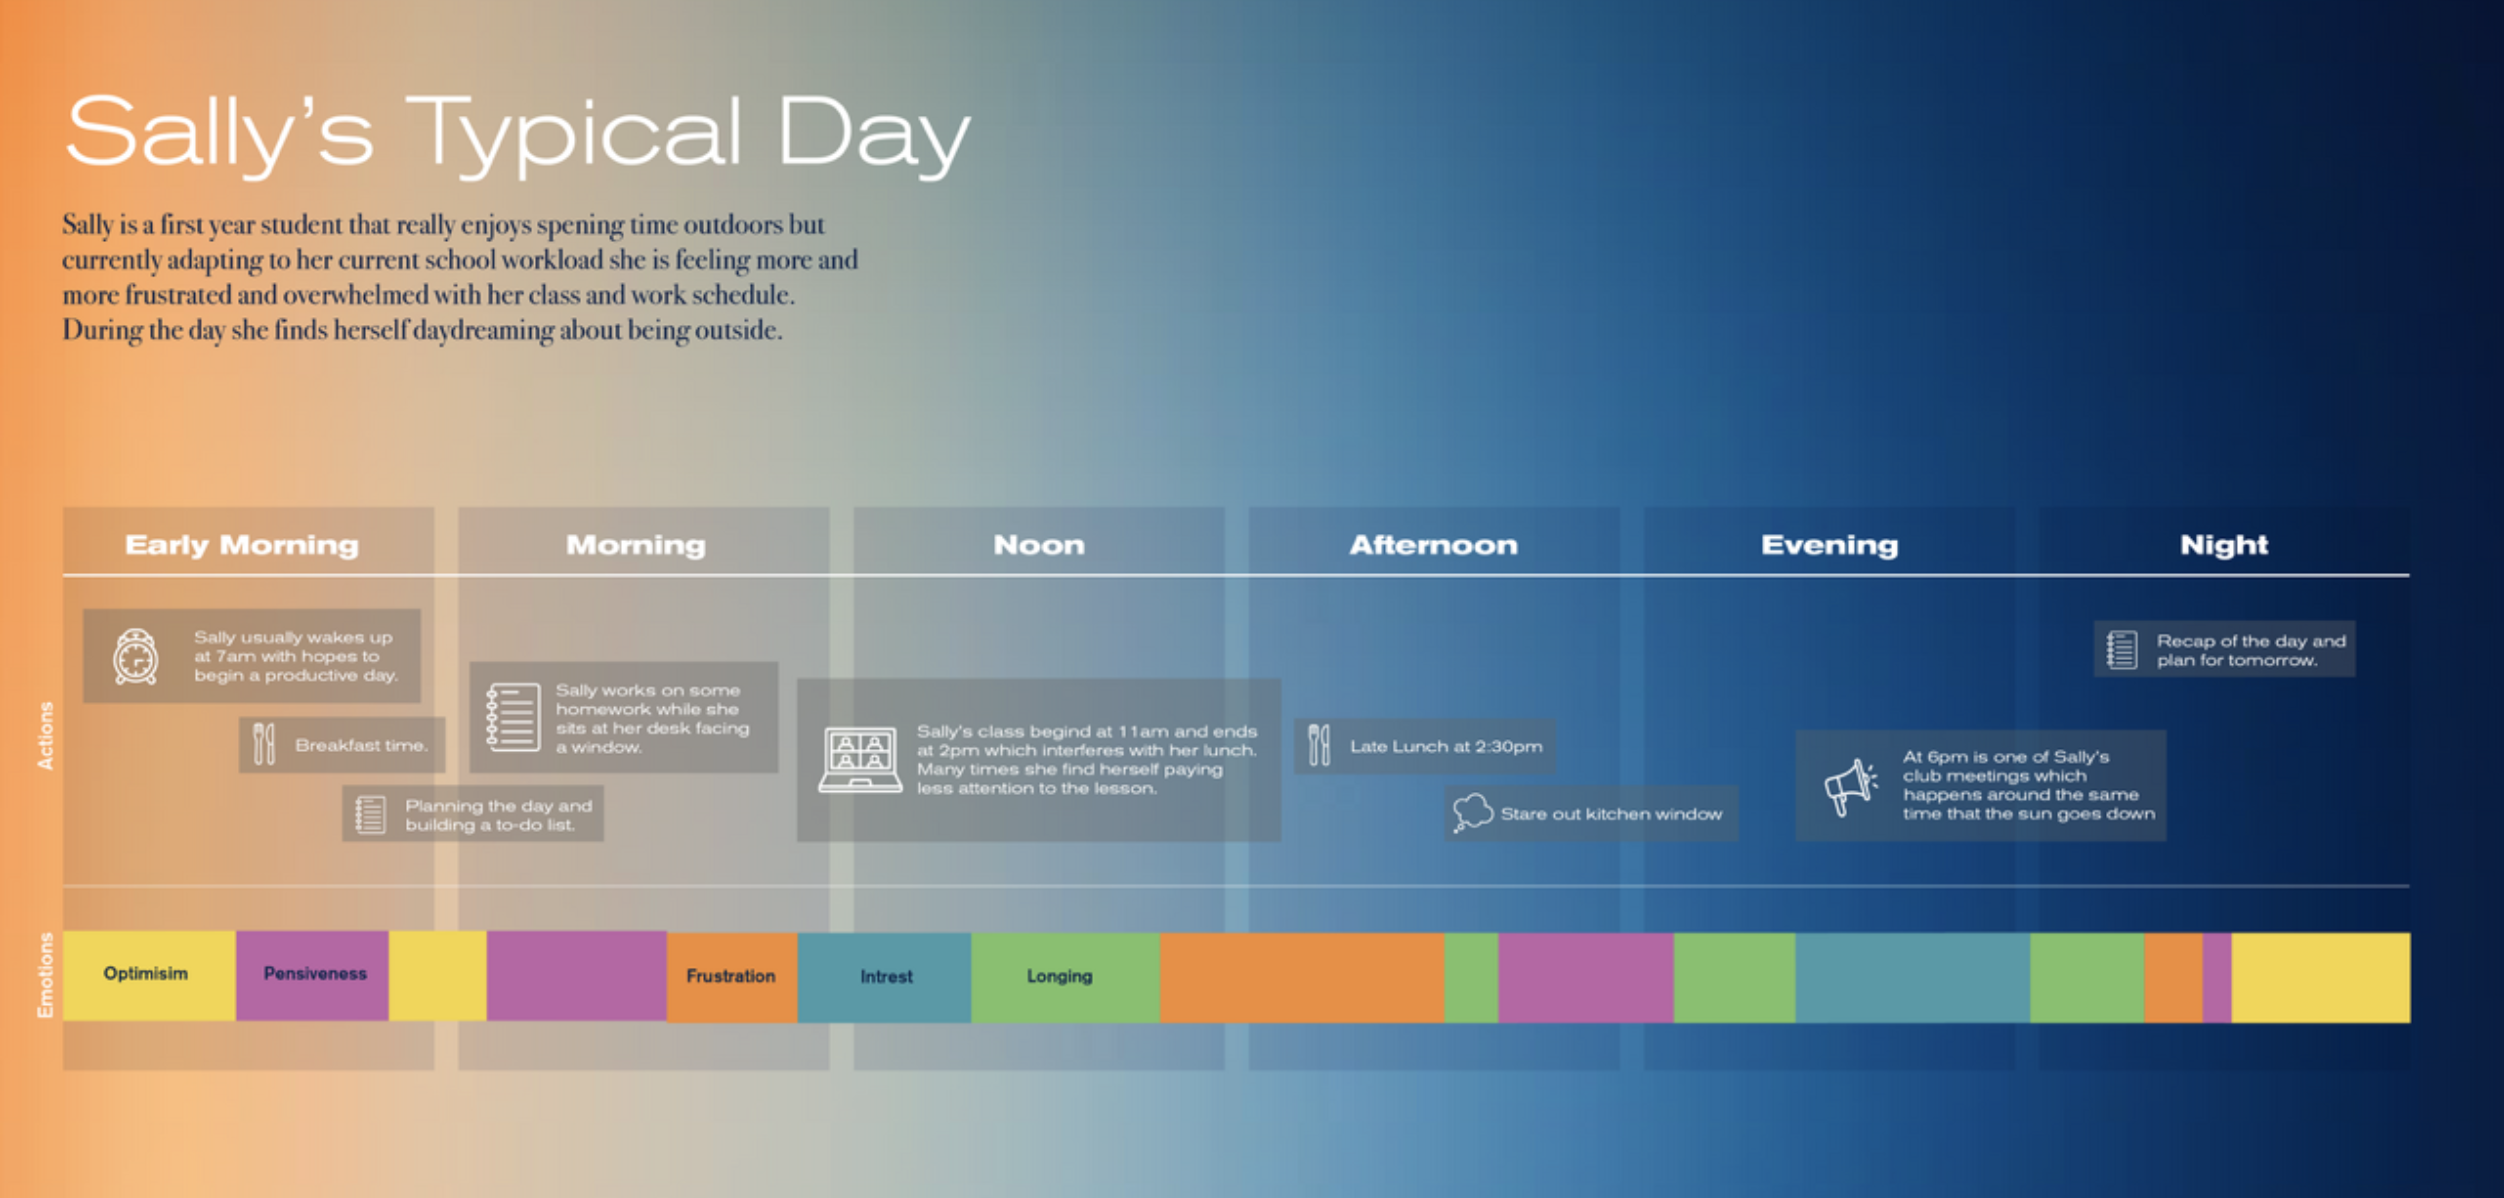 Sally's Typical Day
Sally is a first year student that really enjoys spening time outdoors but
currently adapting to her current school workload she is feeling more and
more frustrated and overwhelmed with her class and work schedule.
During the day she finds herself daydreaming about being outside.
Early Morning
Morning
Noon
Afternoon
Evening
Night
Actions
Sally usually wakes up
at 7am with hopes to
begin a productive day.
Breakfast time.
Planning the day and
building a to-do list.
Sally works on some
homework while she
sits at her desk facing
a window.
Sally's class begind at 11am and ends
at 2pm which interferes with her lunch.
Many times she find herself paying
less attention to the lesson.
Late Lunch at 2:30pm
Stare out kitchen window
At 6pm is one of Sally's
club meetings which
happens around the same
time that the sun goes down
Recap of the day and
plan for tomorrow.
Emotions
Optimisim
Pensiveness
Frustration
Intrest
Longing